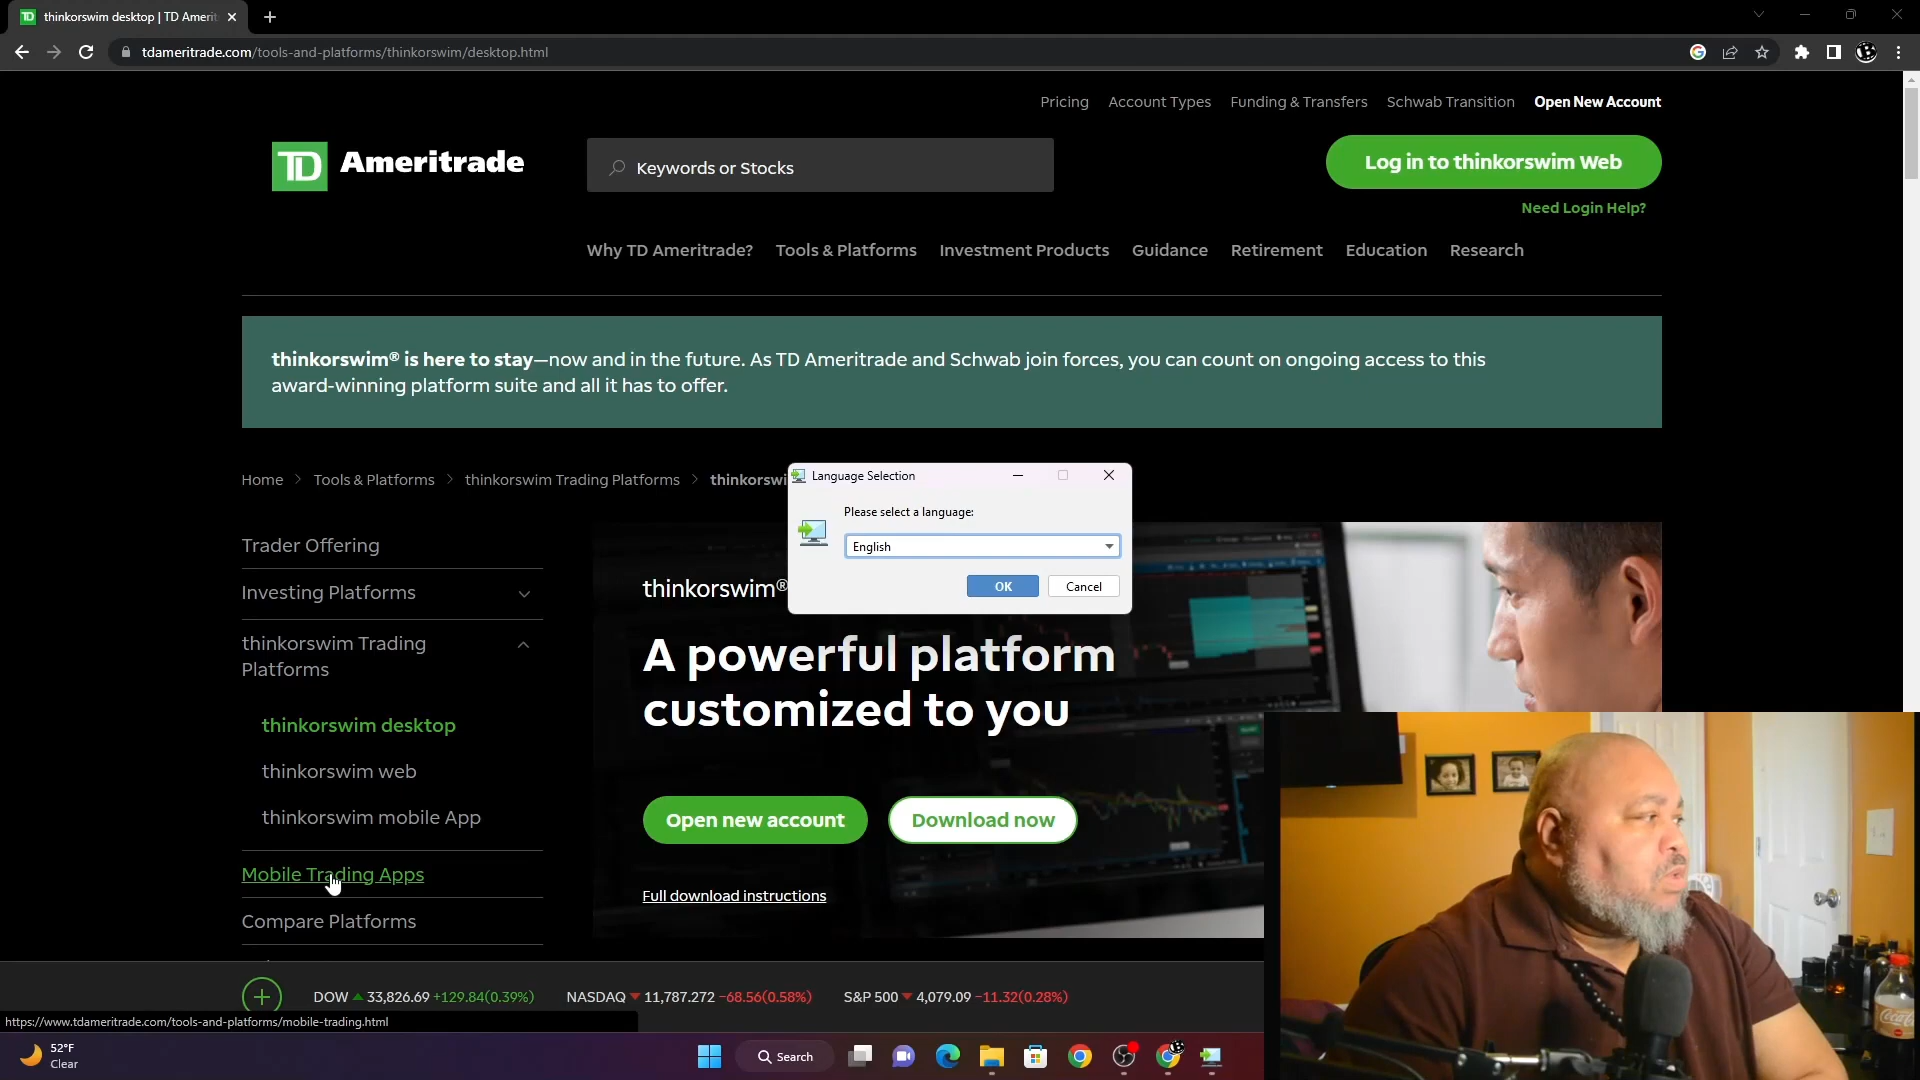 thinkorswim desktop | TD Amerit
tdameritrade.com/tools-and-platforms/thinkorswim/desktop.html
Pricing
Account Types
Funding & Transfers
Schwab Transition
Open New Account
TD Ameritrade
Keywords or Stocks
Log in to thinkorswim Web
Need Login Help?
Why TD Ameritrade?
Tools & Platforms
Investment Products
Guidance
Retirement
Education
Research
thinkorswim® is here to stay—now and in the future. As TD Ameritrade and Schwab join forces, you can count on ongoing access to this
award-winning platform suite and all it has to offer.
Home > Tools & Platforms > thinkorswim Trading Platforms > thinkorswi
Language Selection
Please select a language:
English
OK
Cancel
Trader Offering
Investing Platforms
thinkorswim Trading
Platforms
thinkorswim desktop
thinkorswim web
thinkorswim mobile App
Mobile Trading Apps
Compare Platforms
thinkorswim®
A powerful platform
customized to you
Open new account
Download now
Full download instructions
DOW 33,826.69 +129.84(0.39%)
NASDAQ 11,787.272 -68.56(0.58%)
S&P 500 4,079.09 -11.32(0.28%)
https://www.tdameritrade.com/tools-and-platforms/mobile-trading.html
52°F
Clear
Search